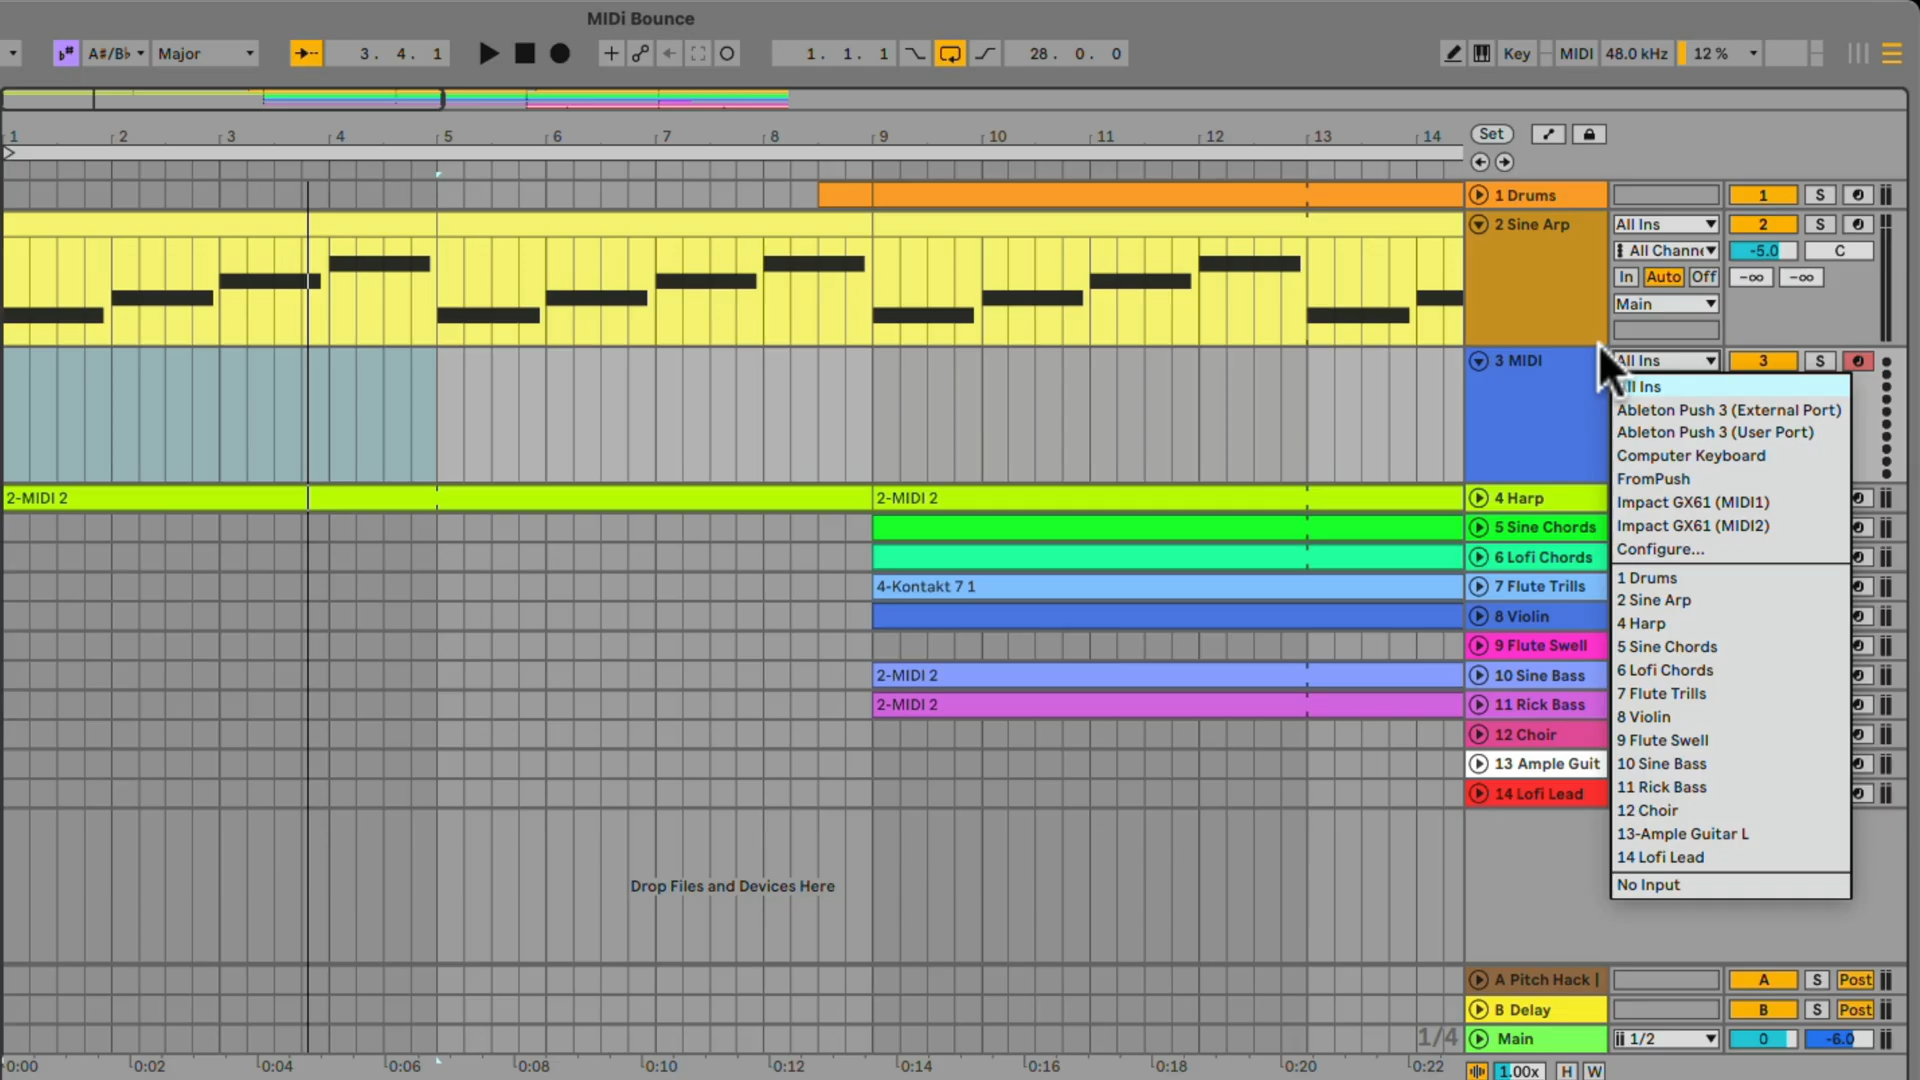 MIDi Bounce
A♯/B♭ Major 3. 4. 1 1. 1. 1 28. 0. 0 Key MIDI 48.0 kHz 12 %
1 2 3 4 5 6 7 8 9 10 11 12 13 14 Set
1 Drums 1 S
2 Sine Arp All Ins 2 S
All Channe -5.0 C
In Auto Off -∞ -∞
Main
3 MIDI All Ins 3 S
Ins
Ableton Push 3 (External Port)
Ableton Push 3 (User Port)
Computer Keyboard
FromPush
Impact GX61 (MIDI1)
Impact GX61 (MIDI2)
Configure...
1 Drums
2 Sine Arp
4 Harp
5 Sine Chords
6 Lofi Chords
7 Flute Trills
8 Violin
9 Flute Swell
10 Sine Bass
11 Rick Bass
12 Choir
13-Ample Guitar L
14 Lofi Lead
No Input
2-MIDI 2 2-MIDI 2 4 Harp
5 Sine Chords
6 Lofi Chords
4-Kontakt 7 1 7 Flute Trills
8 Violin
9 Flute Swell
2-MIDI 2 10 Sine Bass
2-MIDI 2 11 Rick Bass
12 Choir
13 Ample Guit
14 Lofi Lead
Drop Files and Devices Here
A Pitch Hack | A S Post
B Delay B S Post
1/4 Main 1/2 0 -6.0
0:00 0:02 0:04 0:06 0:08 0:10 0:12 0:14 0:16 0:18 0:20 0:22 1.00x H W